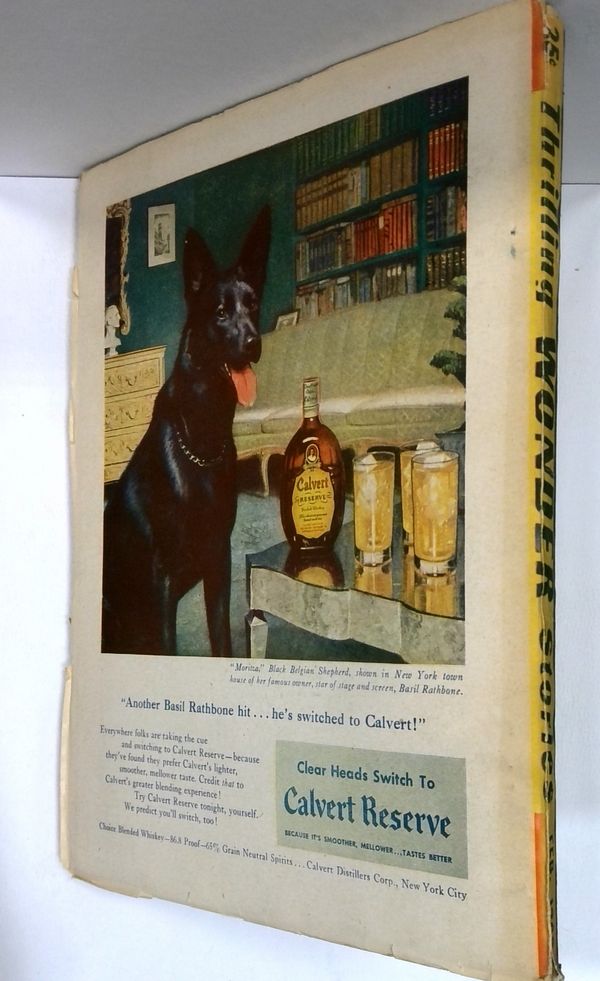 "Moritza," Black Belgian Shepherd, shown in New York town
house of her famous owner, star of stage and screen, Basil Rathbone.
"Another Basil Rathbone hit...he's switched to Calvert!"
Everywhere folks are taking the cue
and switching to Calvert Reserve—because
they've found they prefer Calvert's lighter,
smoother, mellower taste. Credit that to
Calvert's greater blending experience!
Try Calvert Reserve tonight, yourself.
We predict you'll switch, too!
Clear Heads Switch To
Calvert Reserve
BECAUSE IT'S SMOOTHER, MELLOWER...TASTES BETTER
Choice Blended Whiskey—86.8 Proof—65% Grain Neutral Spirits...Calvert Distillers Corp., New York City
Calvert
RESERVE
25¢
Thrilling WONDER STORIES
FEB.